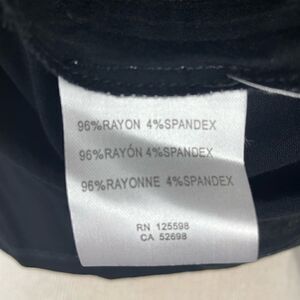 96%RAYON 4%SPANDEX
96%RAYÓN 4%SPANDEX
96%RAYONNE 4%SPANDEX
RN 125598
CA 52698